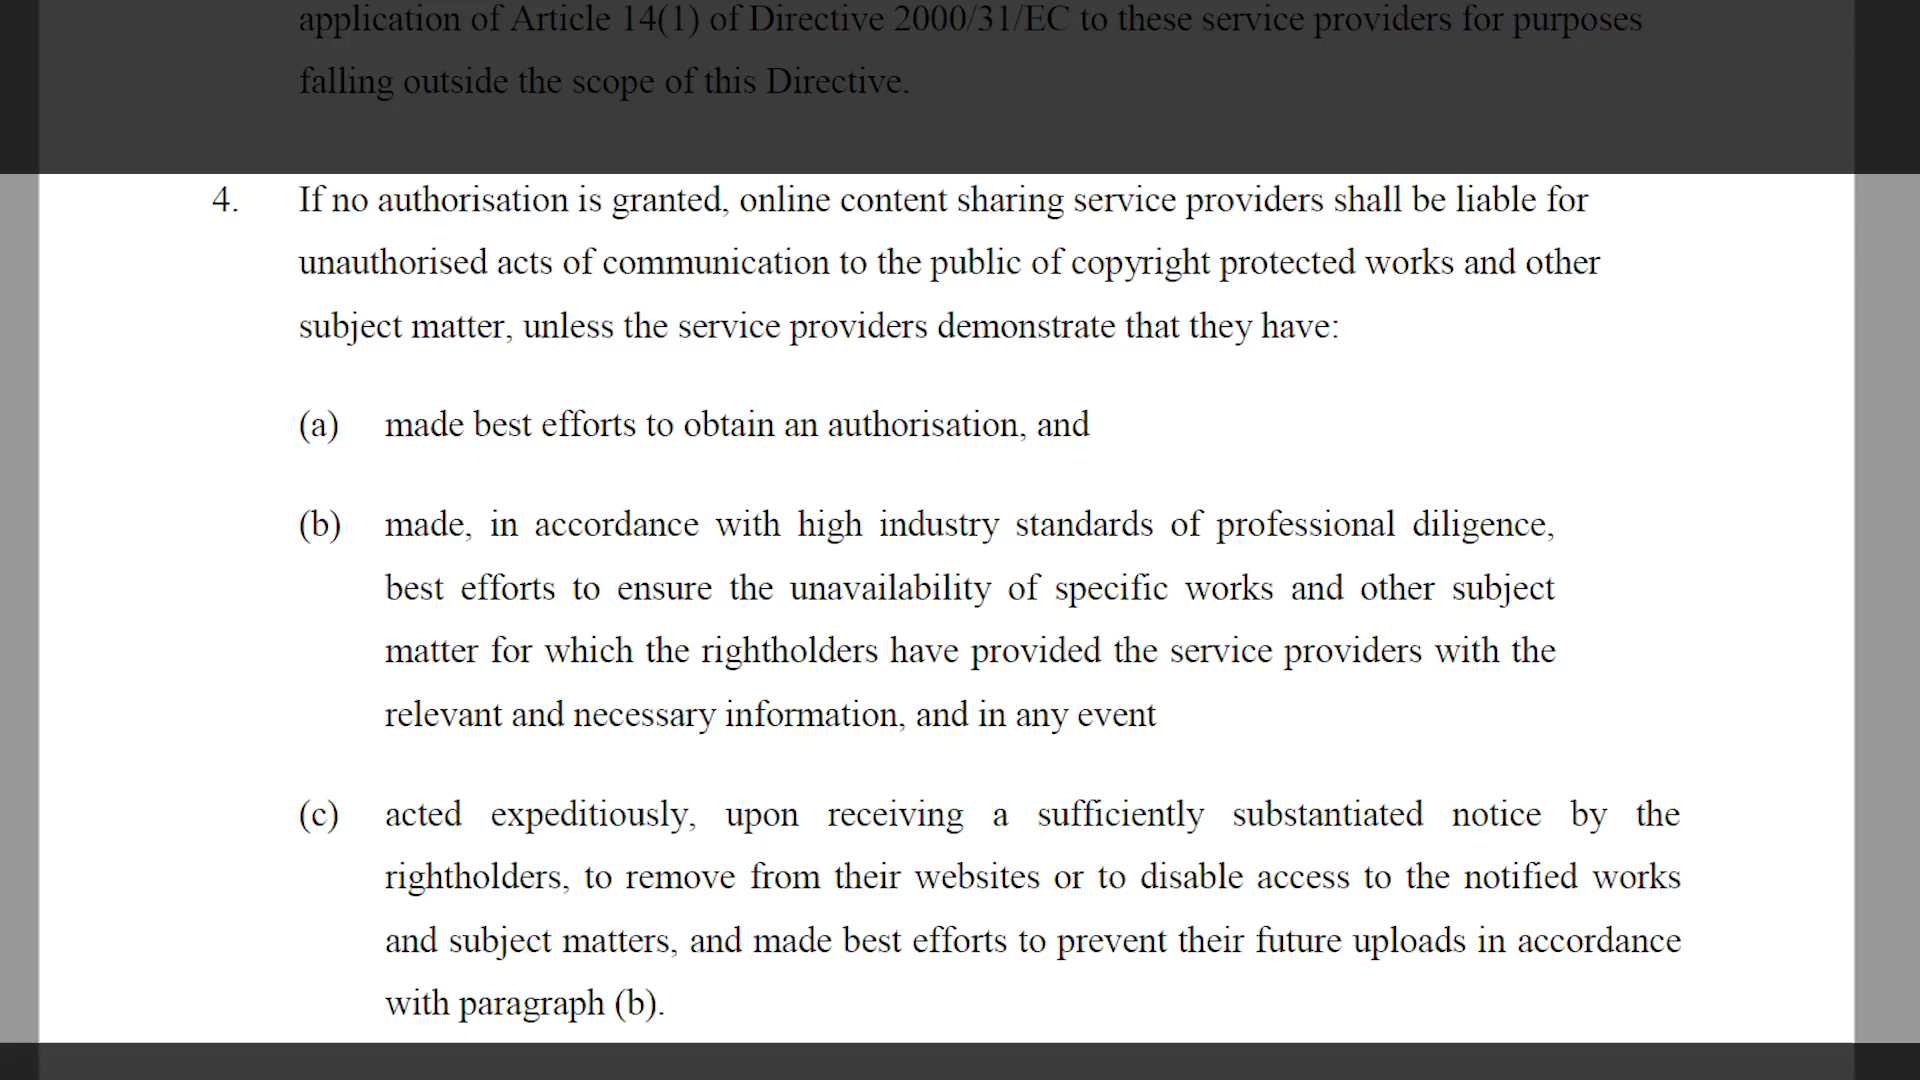 application of Article 14(1) of Directive 2000/31/EC to these service providers for purposes
falling outside the scope of this Directive.
4. If no authorisation is granted, online content sharing service providers shall be liable for
unauthorised acts of communication to the public of copyright protected works and other
subject matter, unless the service providers demonstrate that they have:
(a) made best efforts to obtain an authorisation, and
(b) made, in accordance with high industry standards of professional diligence,
best efforts to ensure the unavailability of specific works and other subject
matter for which the rightholders have provided the service providers with the
relevant and necessary information, and in any event
(c) acted expeditiously, upon receiving a sufficiently substantiated notice by the
rightholders, to remove from their websites or to disable access to the notified works
and subject matters, and made best efforts to prevent their future uploads in accordance
with paragraph (b).